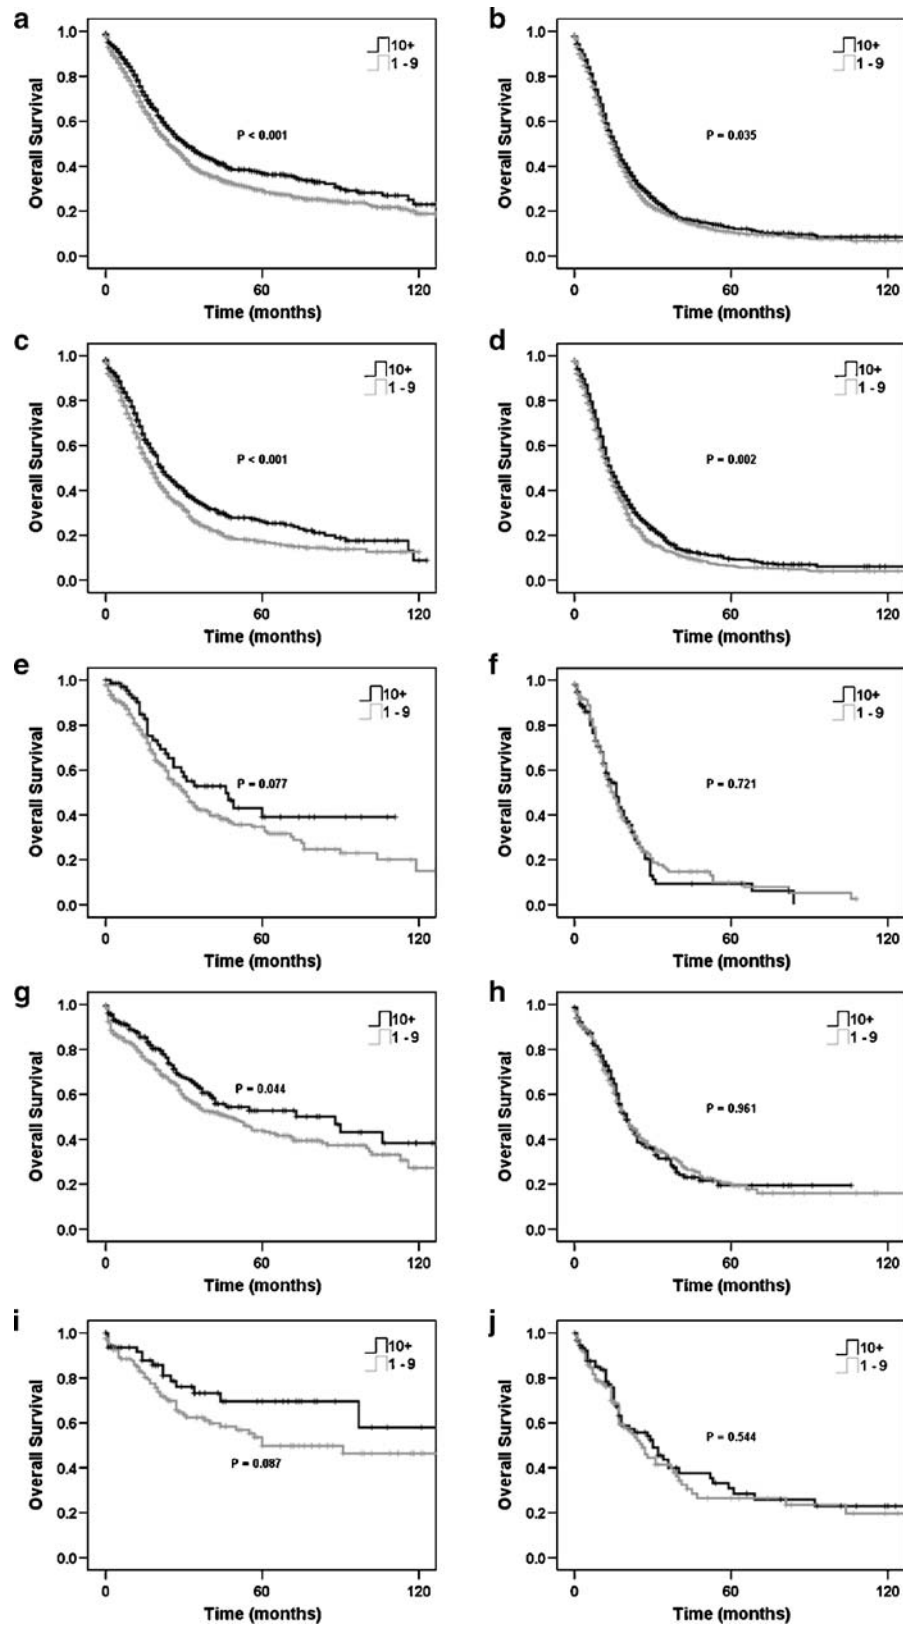 a
b
1.0
0.8
0.6
0.4
0.2
0.0
Overall Survival
10+
1 - 9
P < 0.001
0
60
120
Time (months)
1.0
0.8
0.6
0.4
0.2
0.0
Overall Survival
10+
1 - 9
P = 0.035
0
60
120
Time (months)
c
d
1.0
0.8
0.6
0.4
0.2
0.0
Overall Survival
10+
1 - 9
P < 0.001
0
60
120
Time (months)
1.0
0.8
0.6
0.4
0.2
0.0
Overall Survival
10+
1 - 9
P = 0.002
0
60
120
Time (months)
e
f
1.0
0.8
0.6
0.4
0.2
0.0
Overall Survival
10+
1 - 9
P = 0.077
0
60
120
Time (months)
1.0
0.8
0.6
0.4
0.2
0.0
Overall Survival
10+
1 - 9
P = 0.721
0
60
120
Time (months)
g
h
1.0
0.8
0.6
0.4
0.2
0.0
Overall Survival
10+
1 - 9
P = 0.044
0
60
120
Time (months)
1.0
0.8
0.6
0.4
0.2
0.0
Overall Survival
10+
1 - 9
P = 0.961
0
60
120
Time (months)
i
j
1.0
0.8
0.6
0.4
0.2
0.0
Overall Survival
10+
1 - 9
P = 0.087
0
60
120
Time (months)
1.0
0.8
0.6
0.4
0.2
0.0
Overall Survival
10+
1 - 9
P = 0.544
0
60
120
Time (months)